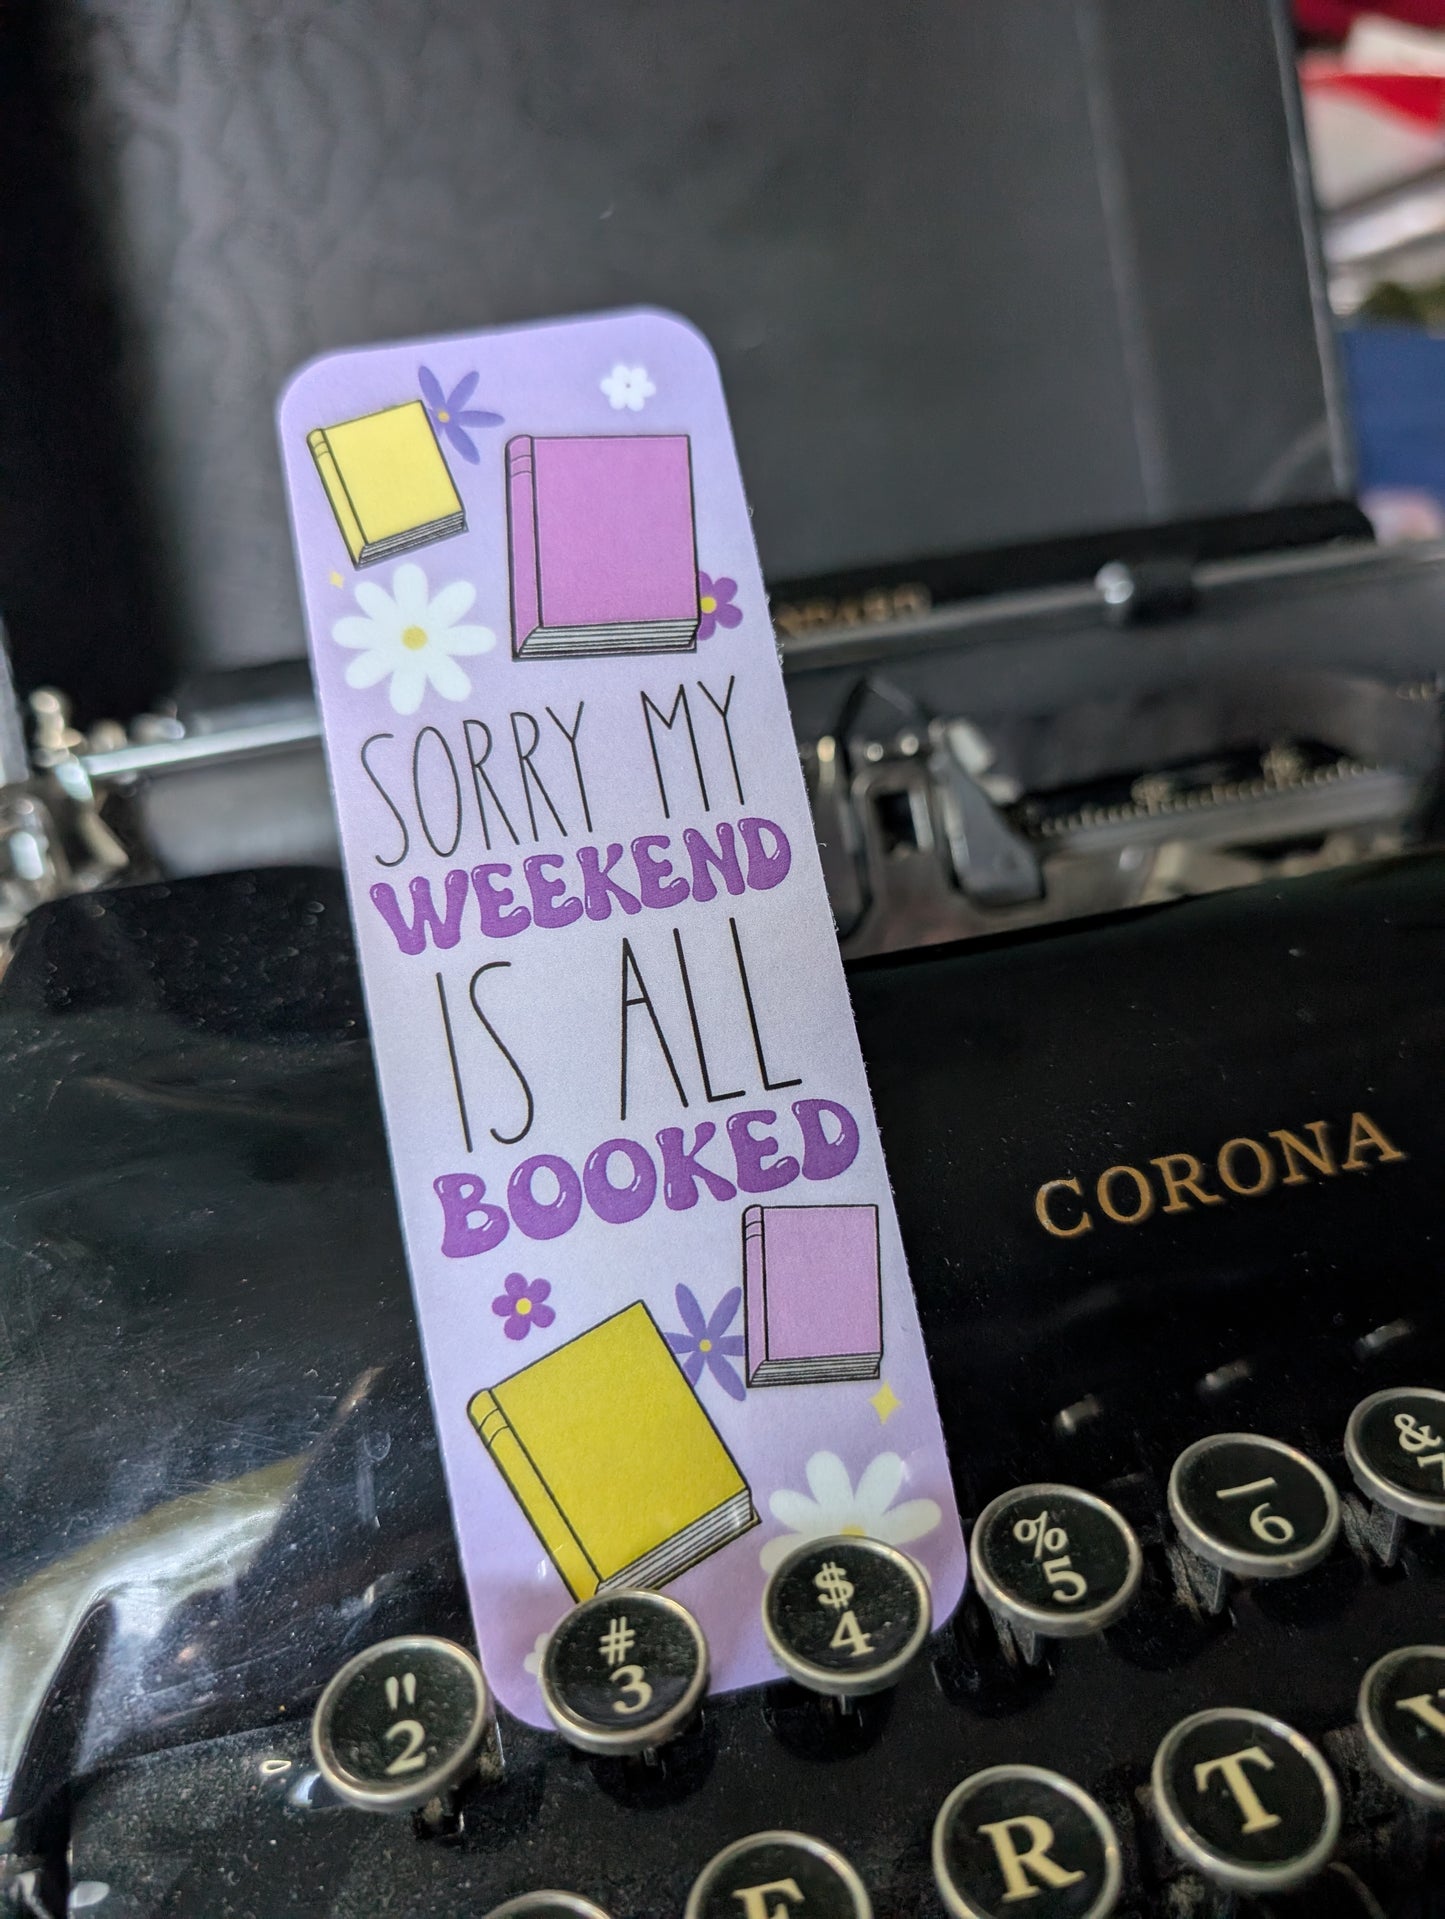 SORRY MY
WEEKEND
IS ALL
BOOKED
CORONA
" 2
# 3
$ 4
% 5
— 6
& 7
E
R
T